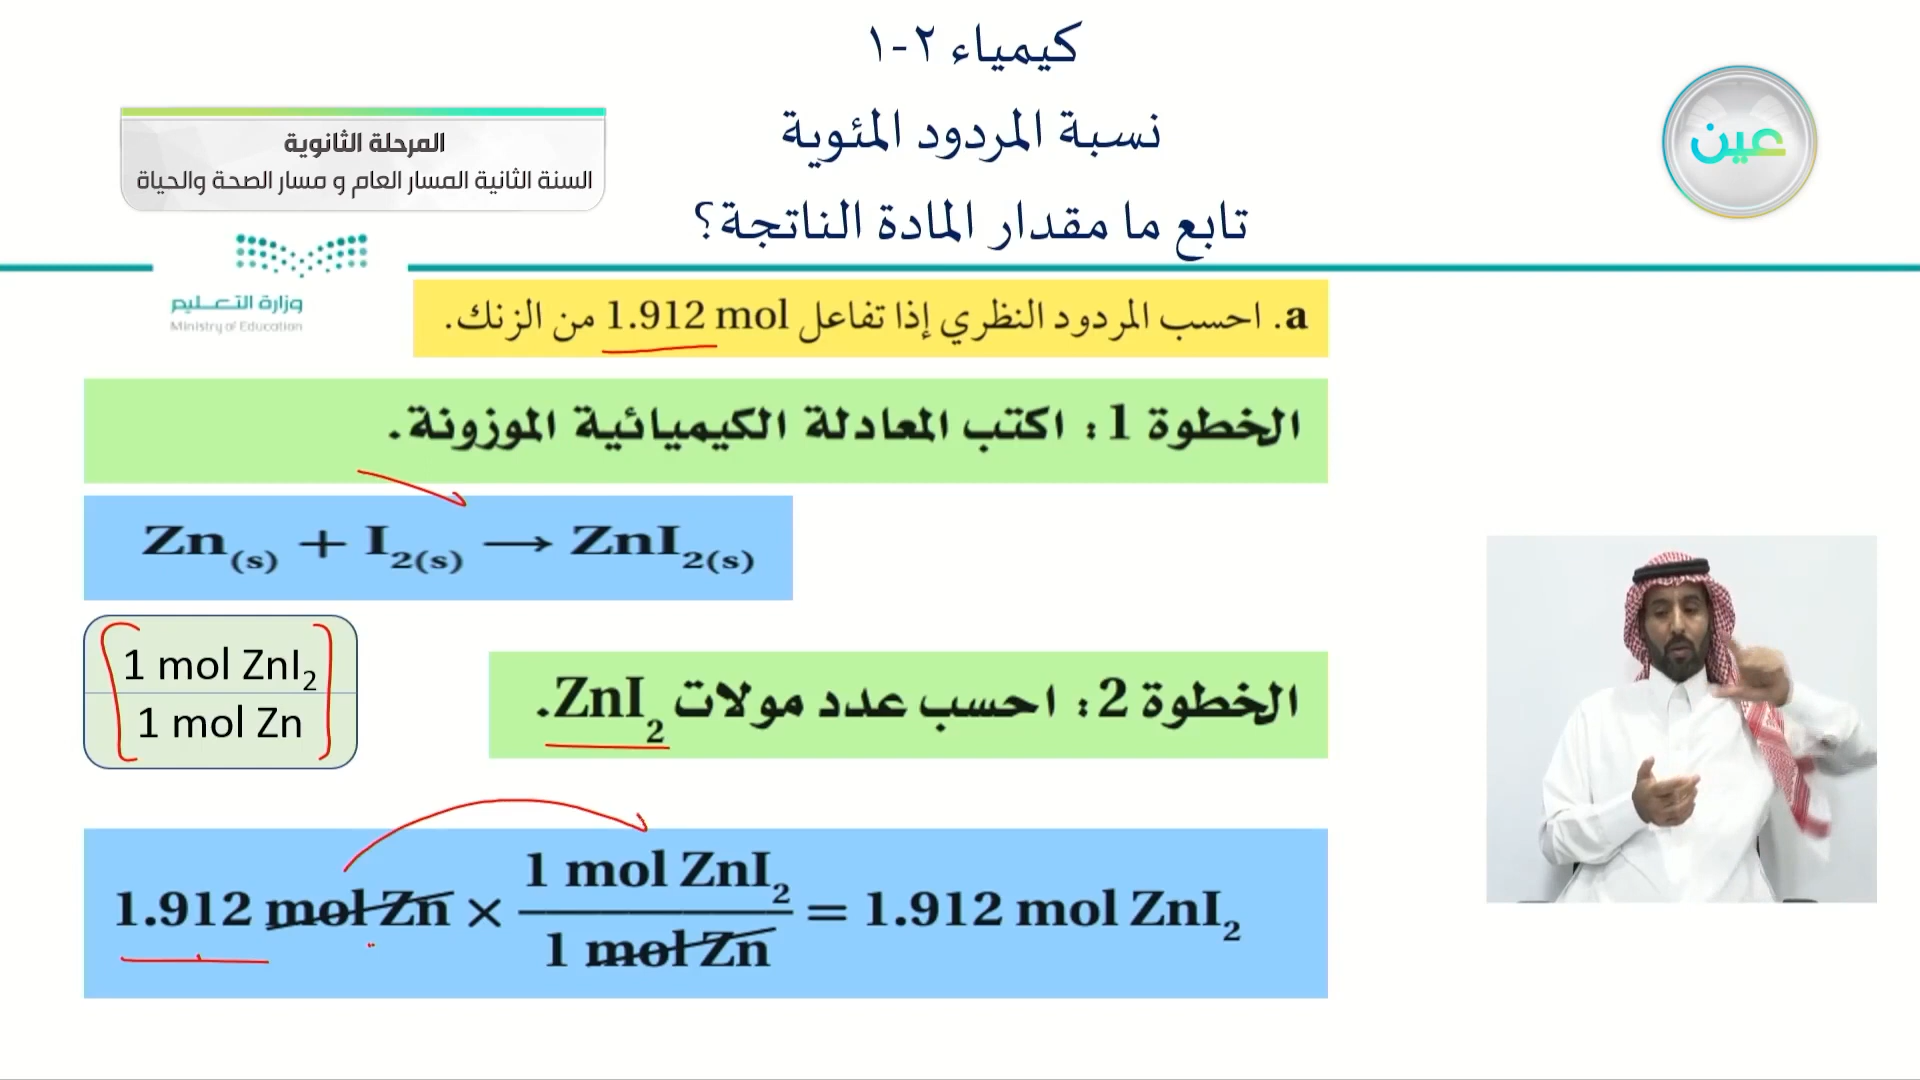 كيمياء ٢-١
نسبة المردود المئوية
تابع ما مقدار المادة الناتجة؟
عين
المرحلة الثانوية
السنة الثانية المسار العام و مسار الصحة والحياة
وزارة التعليم
Ministry of Education
a. احسب المردود النظري إذا تفاعل 1.912 mol من الزنك.
الخطوة 1: اكتب المعادلة الكيميائية الموزونة.
Zn(s) + I2(s) → ZnI2(s)
1 mol ZnI2
1 mol Zn
الخطوة 2: احسب عدد مولات ZnI2.
1.912 mol Zn × 1 mol ZnI2 / 1 mol Zn = 1.912 mol ZnI2